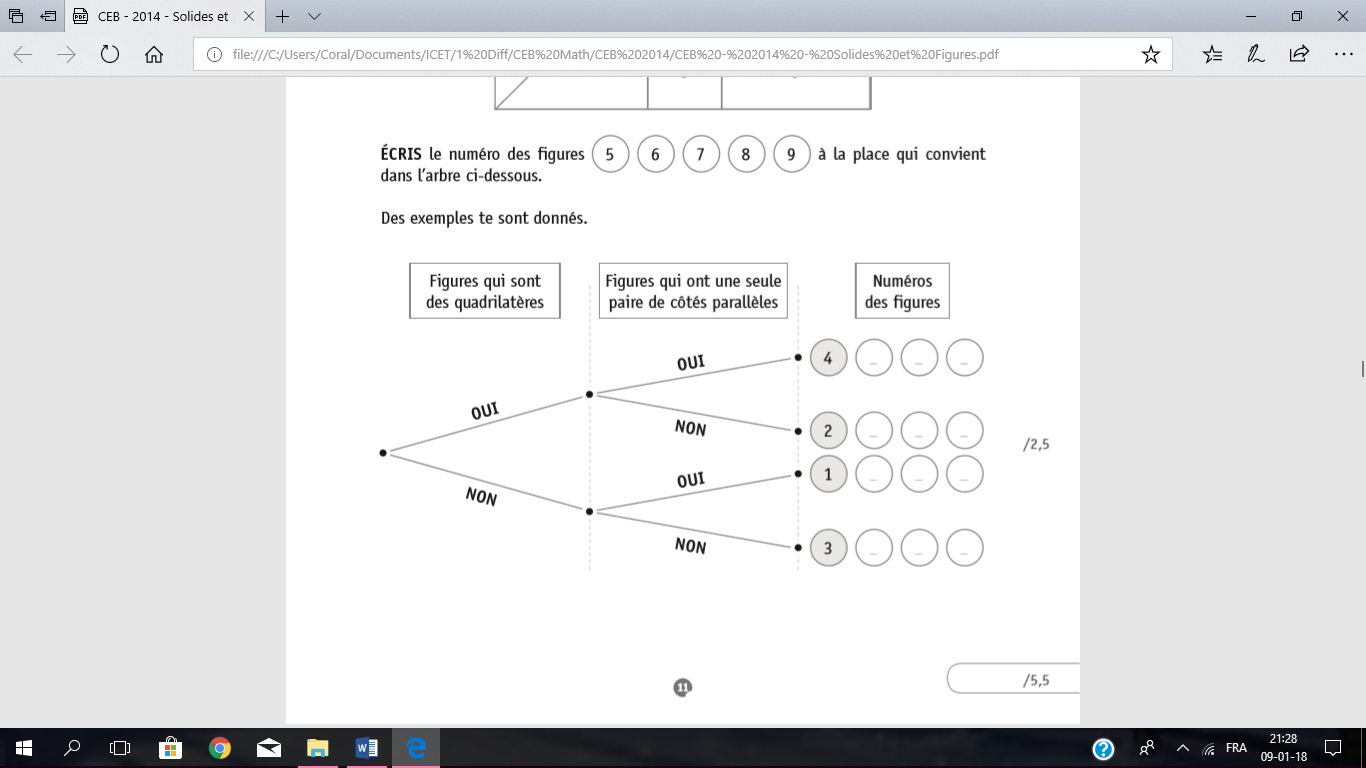 CEB - 2014 - Solides et
file:///C:/Users/Coral/Documents/ICET/1%20Diff/CEB%20Math/CEB%202014/CEB%20-%202014%20-%20Solides%20et%20Figures.pdf
ÉCRIS le numéro des figures 5 6 7 8 9 à la place qui convient
dans l'arbre ci-dessous.
Des exemples te sont donnés.
Figures qui sont
des quadrilatères
Figures qui ont une seule
paire de côtés parallèles
Numéros
des figures
OUI
NON
OUI
NON
OUI
NON
4 _ _ _
2 _ _ _
1 _ _ _
3 _ _ _
/2,5
11
/5,5
FRA
21:28
09-01-18